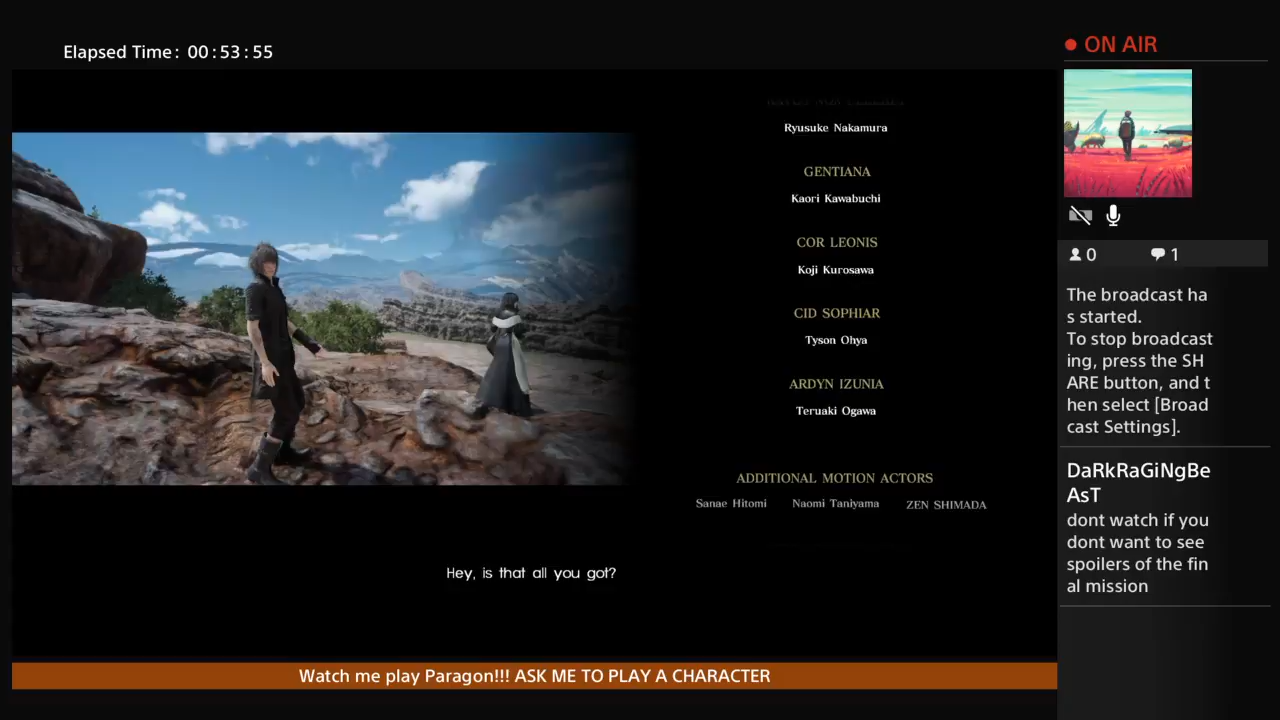 Elapsed Time: 00:53:55
ON AIR
Ryusuke Nakamura
GENTIANA
Kaori Kawabuchi
COR LEONIS
Koji Kurosawa
CID SOPHIAR
Tyson Ohya
ARDYN IZUNIA
Teruaki Ogawa
ADDITIONAL MOTION ACTORS
Sanae Hitomi Naomi Taniyama ZEN SHIMADA
Hey, is that all you got?
Watch me play Paragon!!! ASK ME TO PLAY A CHARACTER
0 1
The broadcast ha
s started.
To stop broadcast
ing, press the SH
ARE button, and t
hen select [Broad
cast Settings].
DaRkRaGiNgBe
AsT
dont watch if you
dont want to see
spoilers of the fin
al mission